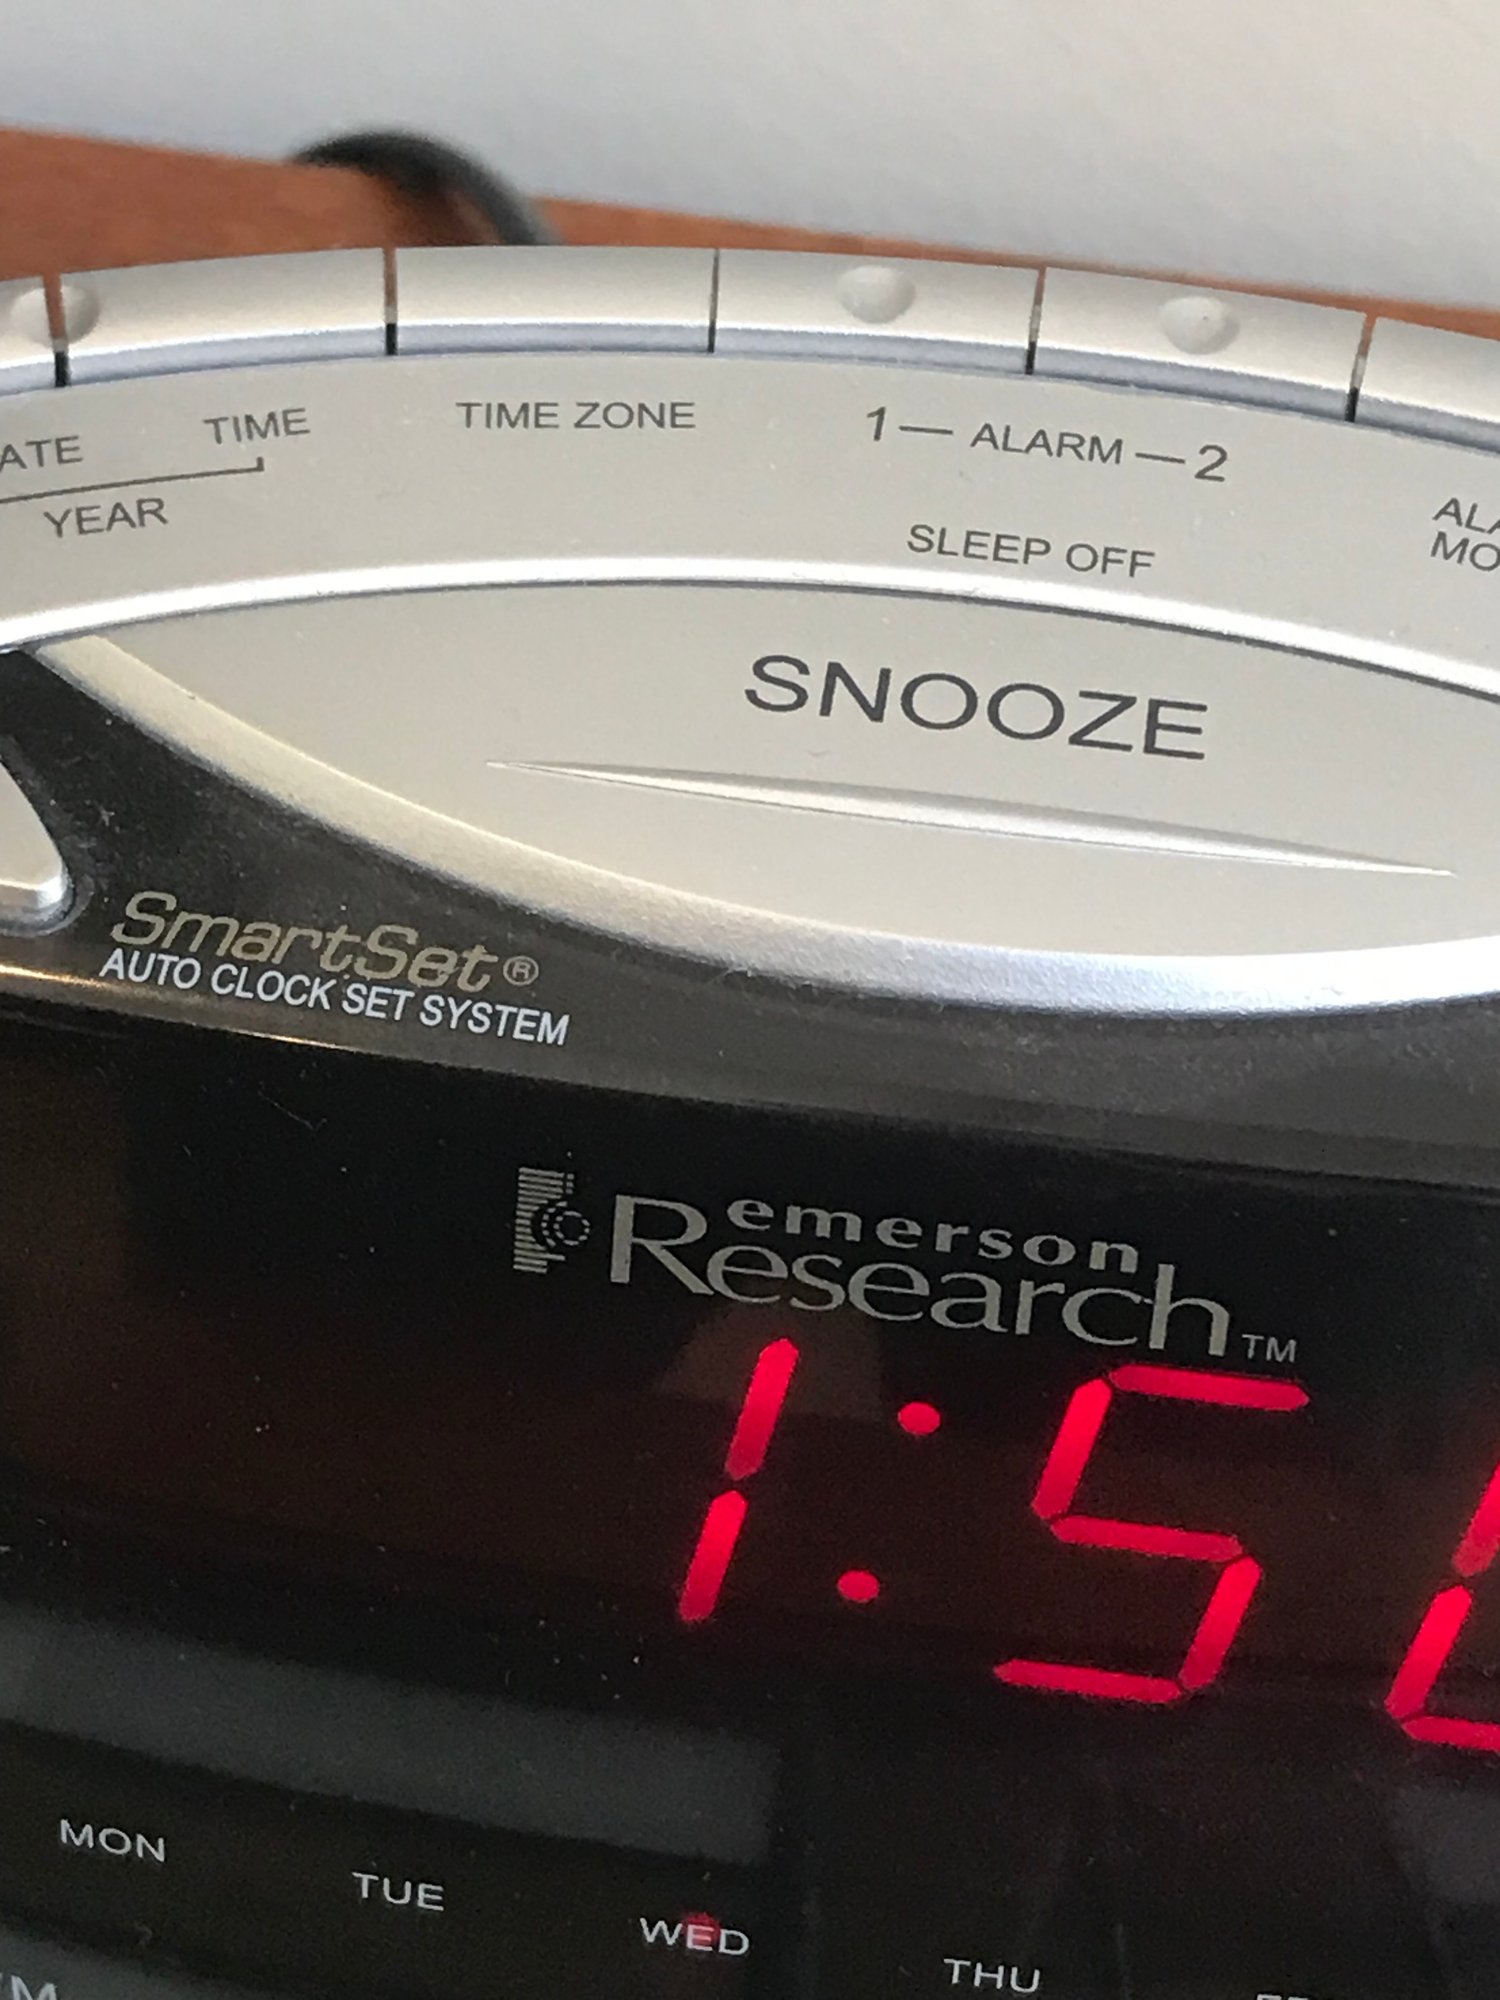 ATE TIME
YEAR
TIME ZONE
1 — ALARM — 2
SLEEP OFF
SNOOZE
SmartSet®
AUTO CLOCK SET SYSTEM
emerson
Research™
1:5
MON TUE WED THU